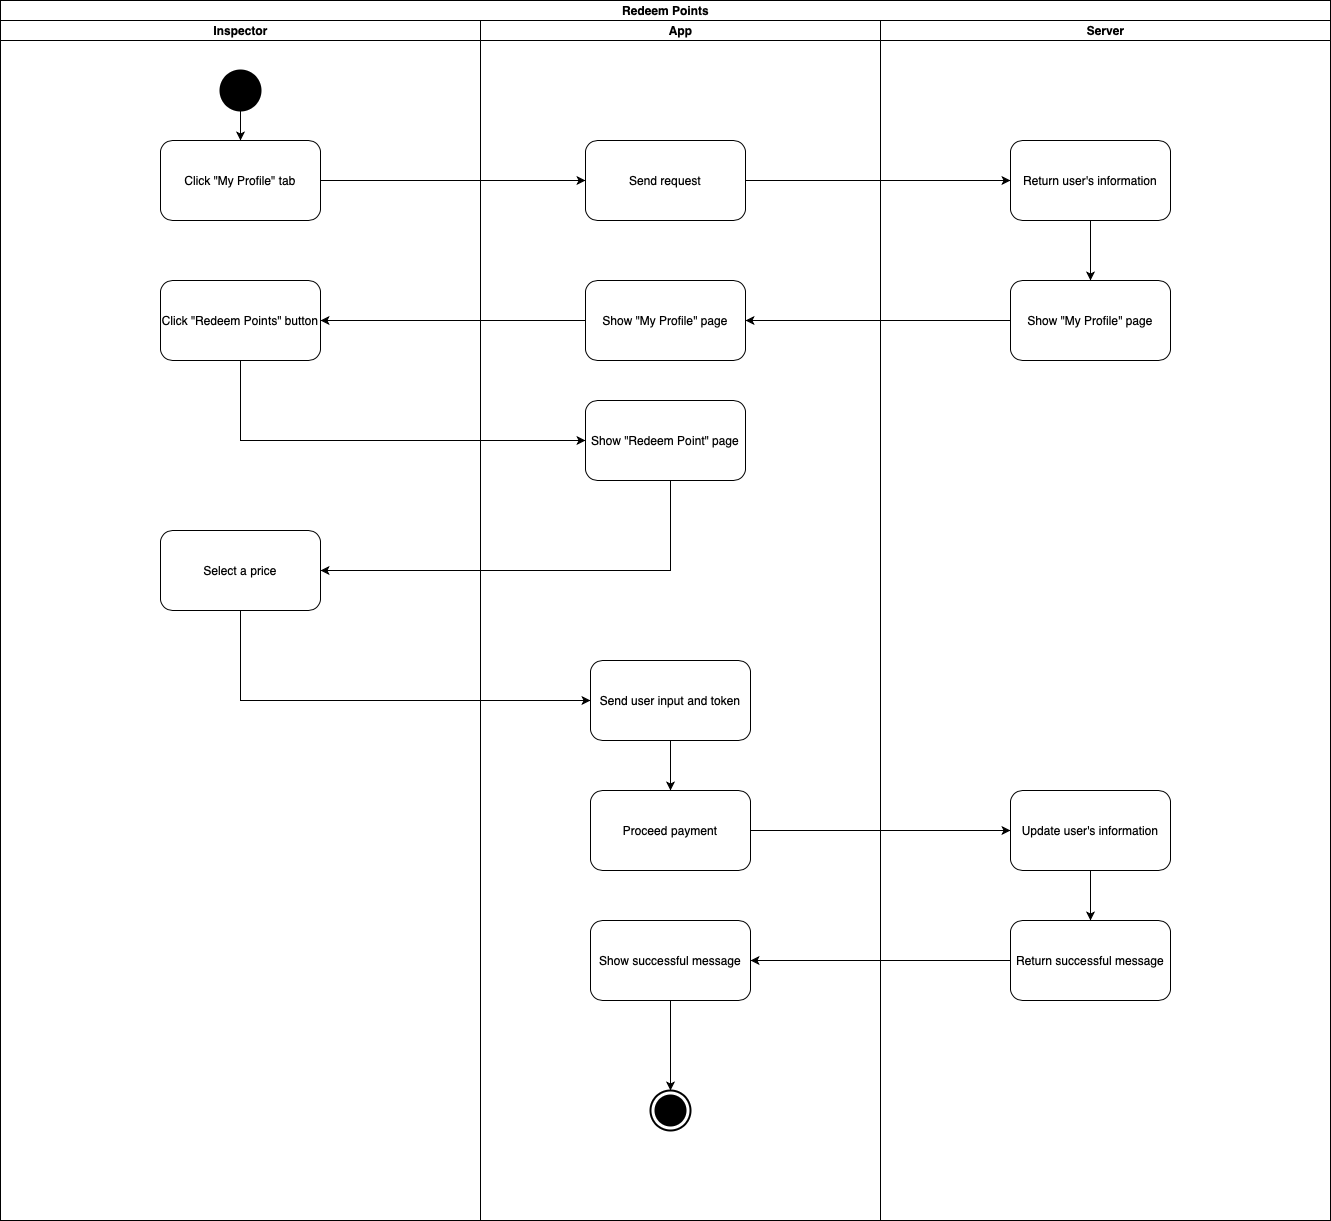 Redeem Points
Inspector
App
Server
Click "My Profile" tab
Send request
Return user's information
Click "Redeem Points" button
Show "My Profile" page
Show "My Profile" page
Show "Redeem Point" page
Select a price
Send user input and token
Proceed payment
Update user's information
Show successful message
Return successful message